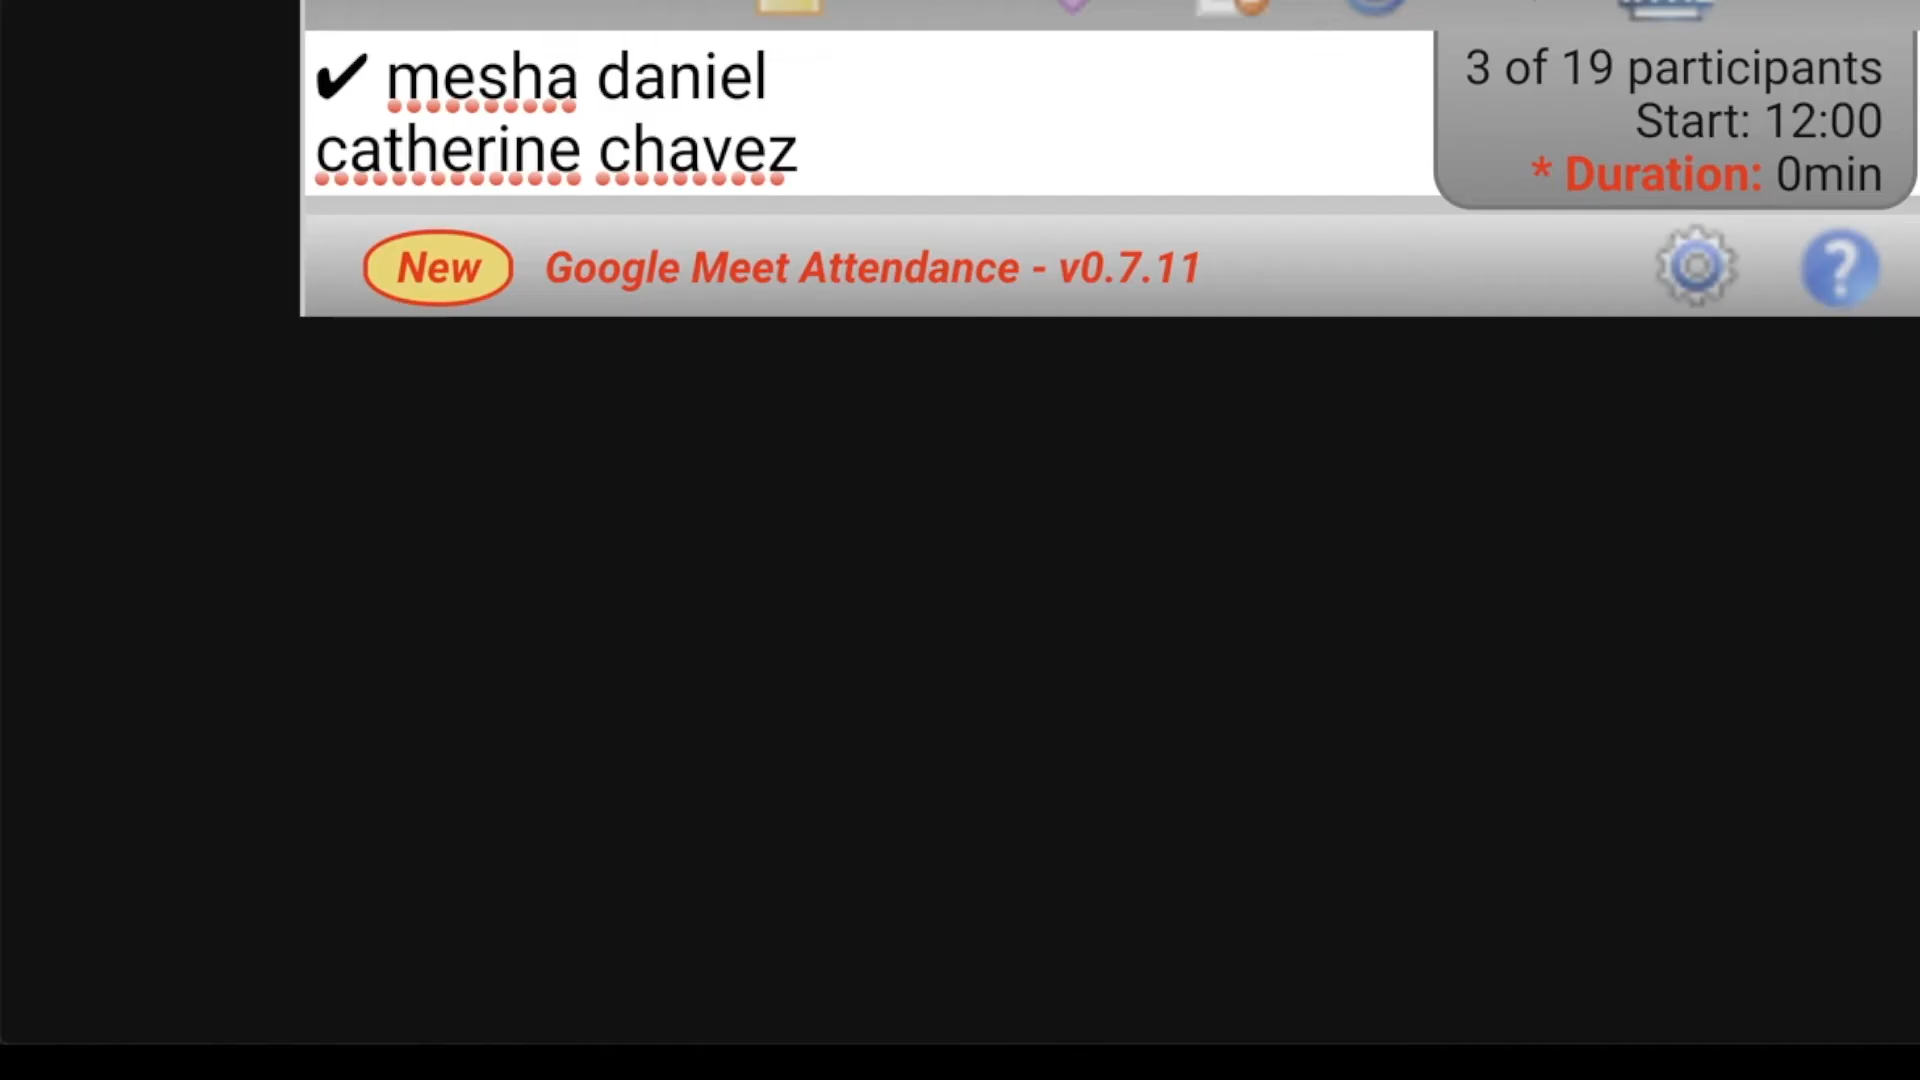 ✔ mesha daniel
catherine chavez
3 of 19 participants
Start: 12:00
* Duration: 0min
New Google Meet Attendance - v0.7.11